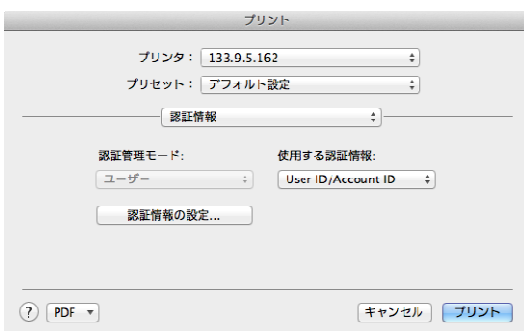 プリント
プリンタ： 133.9.5.162
プリセット： デフォルト設定
認証情報
認証管理モード: 使用する認証情報:
ユーザー User ID/Account ID
認証情報の設定...
? PDF キャンセル プリント